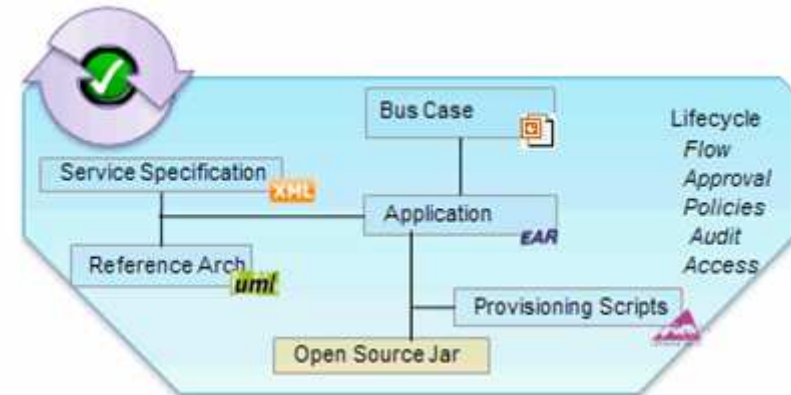 Bus Case
Lifecycle
Flow
Approval
Policies
Audit
Access
Service Specification
XML
Application
EAR
Reference Arch
uml
Provisioning Scripts
Open Source Jar